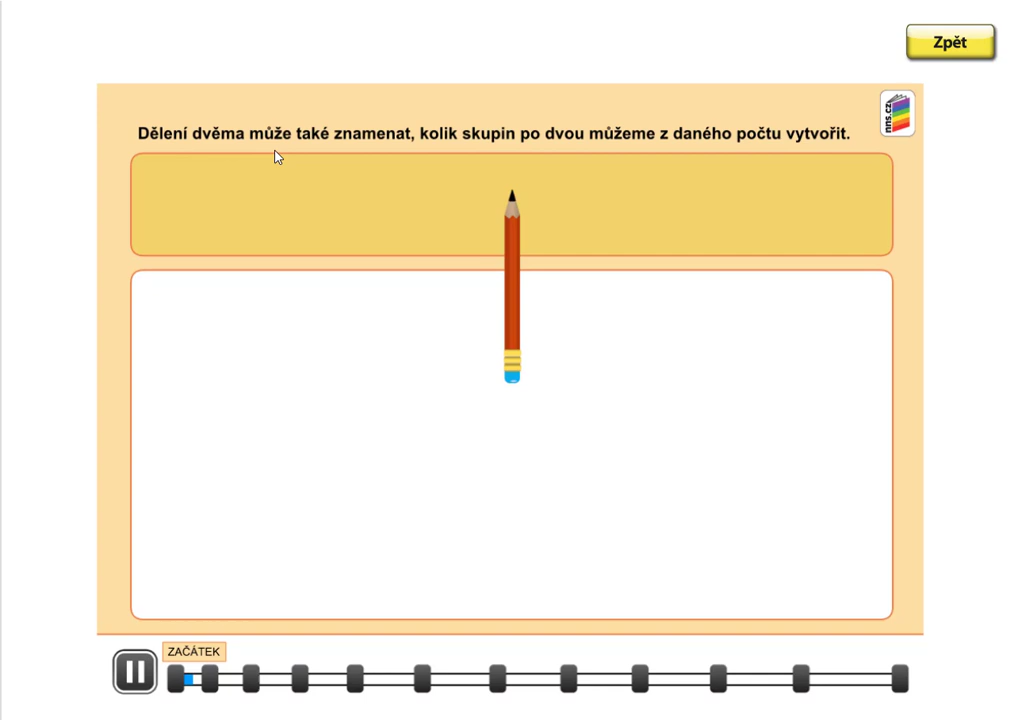 Zpět
nns.cz
Dělení dvěma může také znamenat, kolik skupin po dvou můžeme z daného počtu vytvořit.
ZAČÁTEK